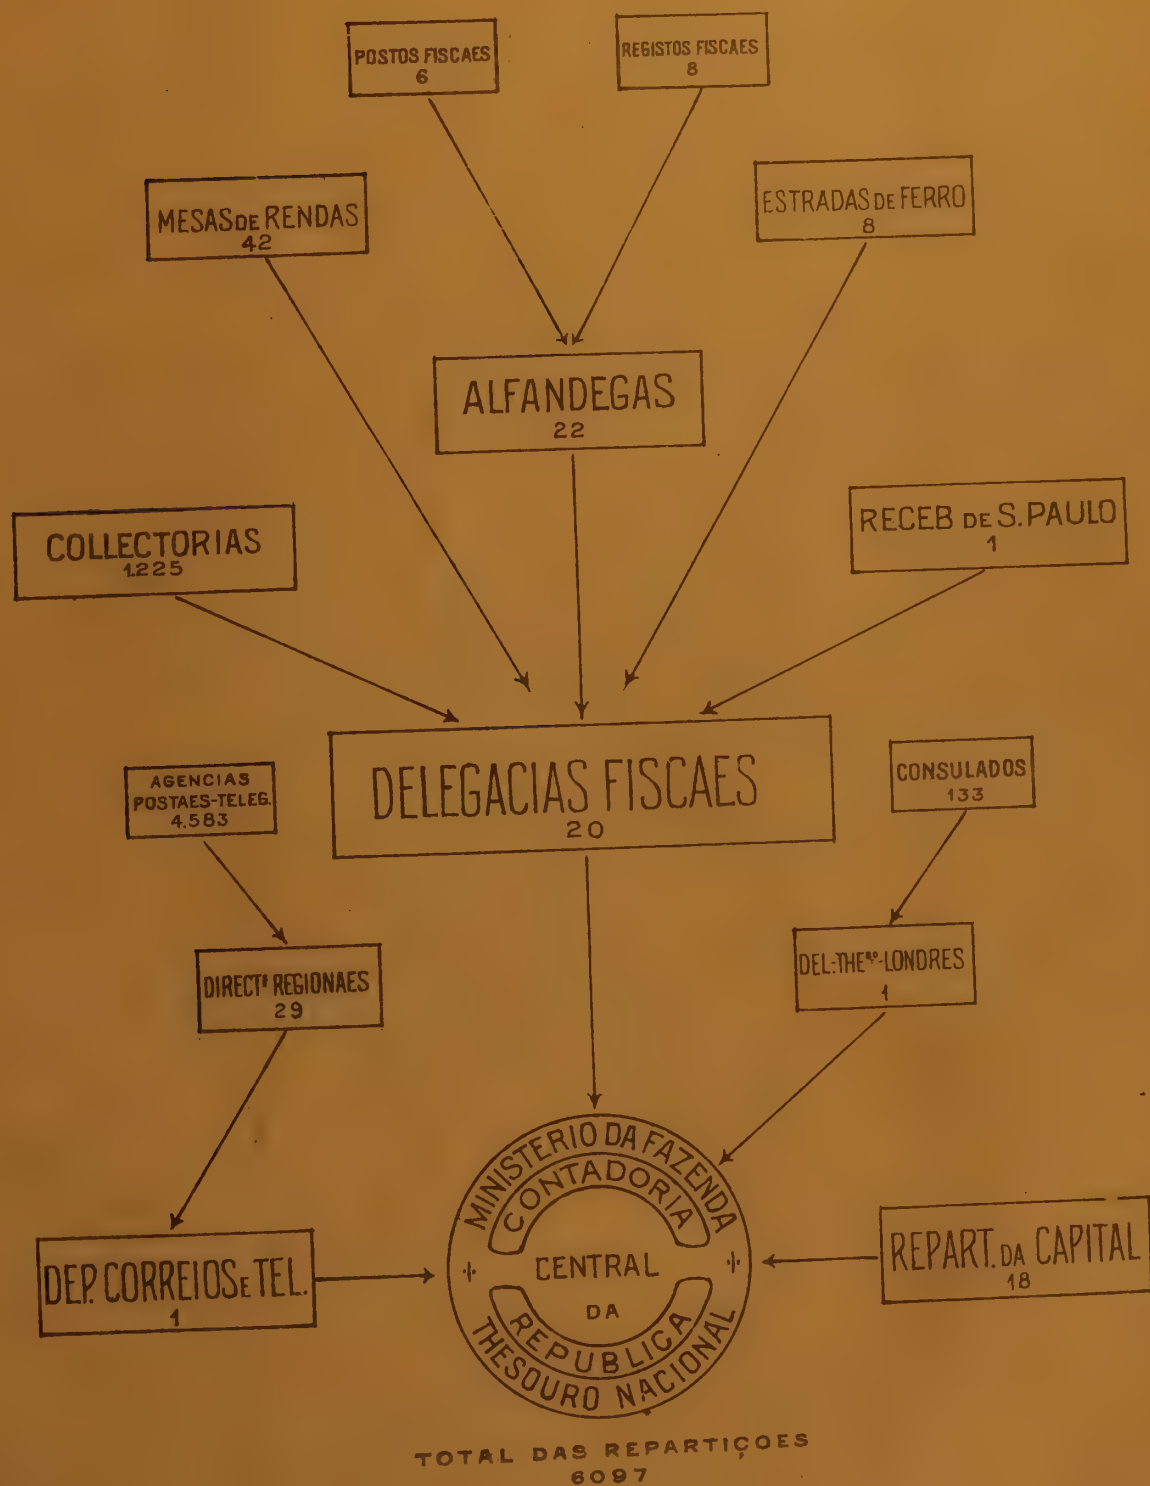 POSTOS FISCAES
6
REGISTOS FISCAES
8
MESAS DE RENDAS
42
ESTRADAS DE FERRO
8
ALFANDEGAS
22
COLLECTORIAS
1.225
RECEB DE S. PAULO
1
DELEGACIAS FISCAES
20
AGENCIAS
POSTAES-TELEG.
4.583
CONSULADOS
133
DIRECTᵃˢ REGIONAES
29
DEL: THEˢʳº-LONDRES
1
MINISTERIO DA FAZENDA
CONTADORIA
CENTRAL
DA
REPUBLICA
THESOURO NACIONAL
DEP. CORREIOS E TEL.
1
REPART. DA CAPITAL
18
TOTAL DAS REPARTIÇOES
6097